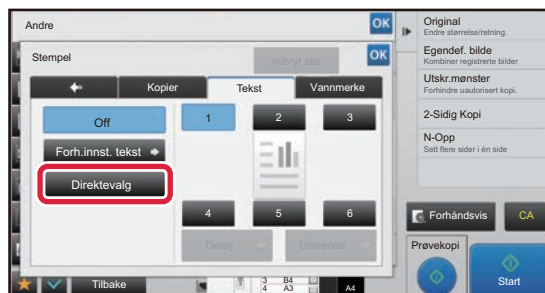 Andre
OK
Stempel
Avbryt alle
OK
Kopier
Tekst
Vannmerke
Off
1
2
3
Forh.innst. tekst
Direktevalg
4
5
6
Detalj
Utseende
Tilbake
3 B4
4 A3
A4
Original
Endre størrelse/retning.
Egendef. bilde
Kombiner registrerte bilder
Utskr.mønster
Forhindre uautorisert kopi.
2-Sidig Kopi
N-Opp
Sett flere sider i én side
Forhåndsvis
CA
Prøvekopi
Start